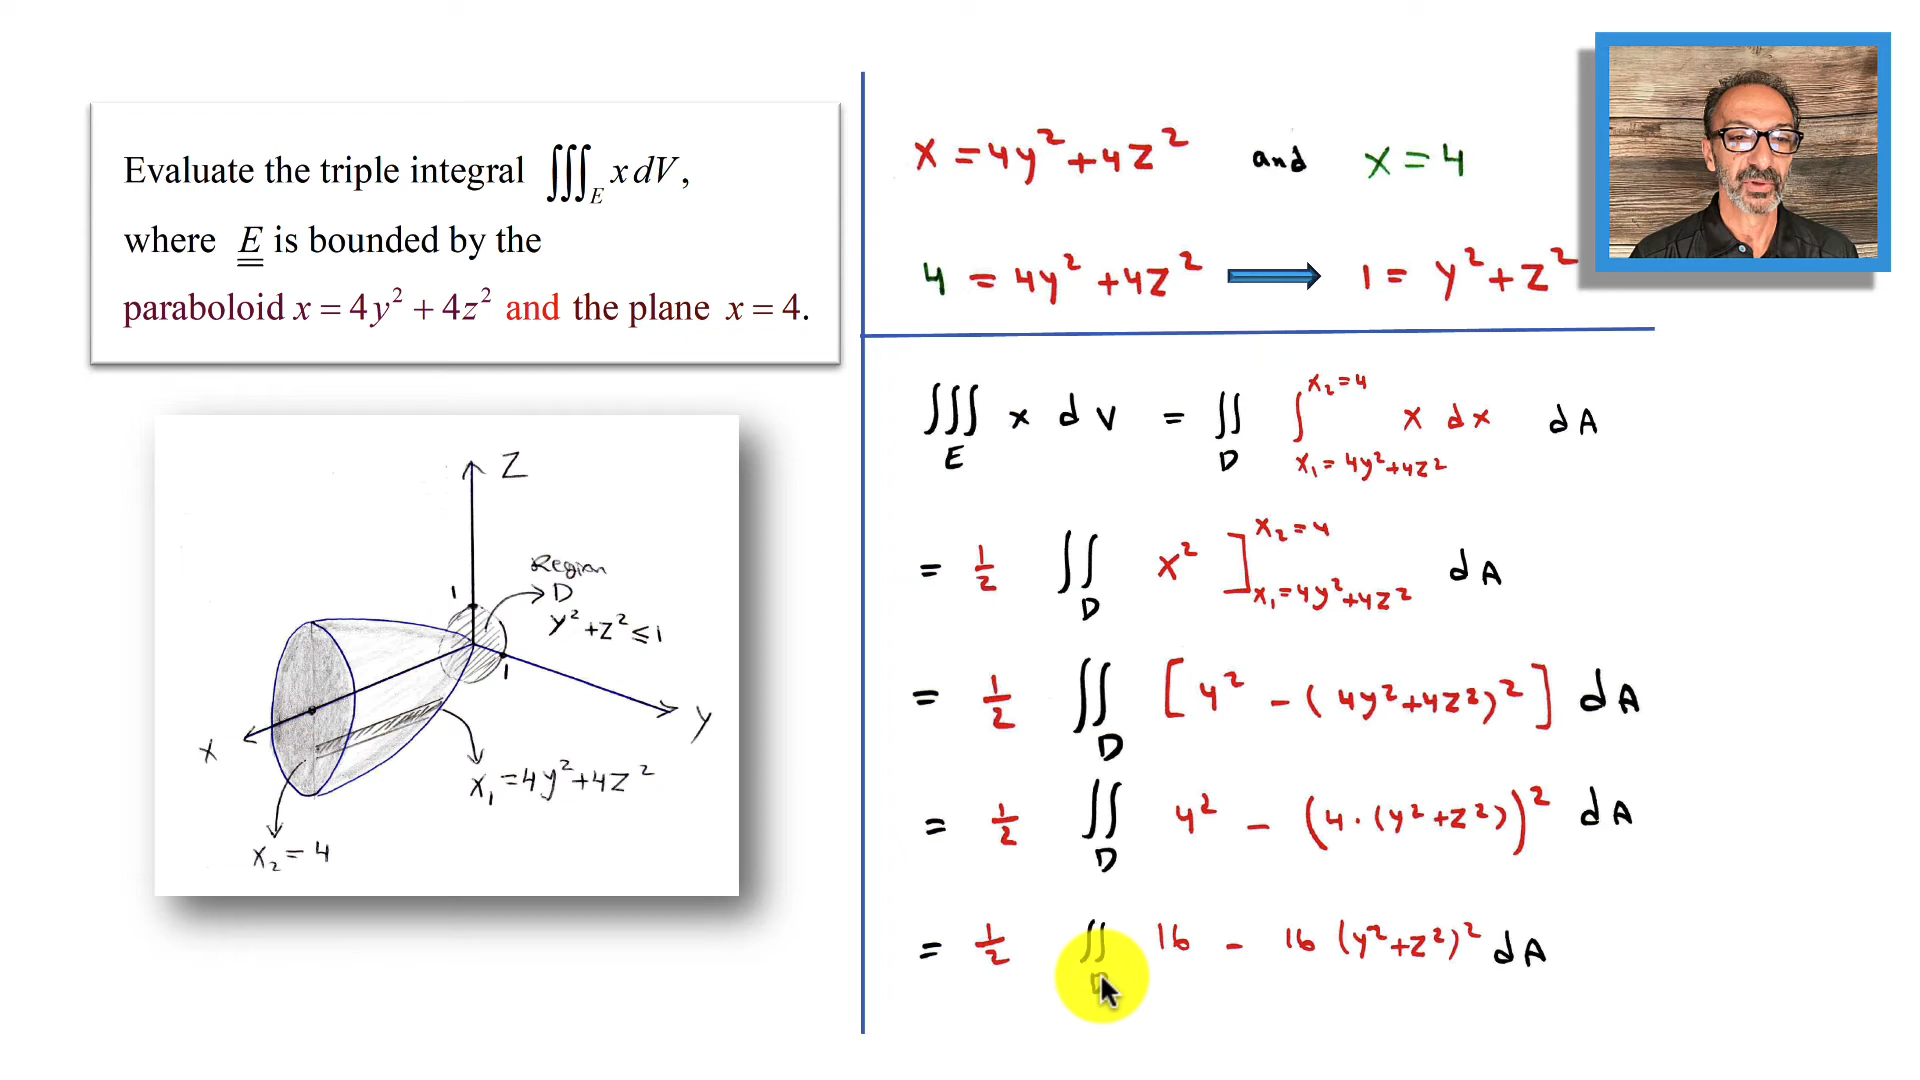 Evaluate the triple integral ∭_E x dV,
where E is bounded by the
paraboloid x = 4y² + 4z² and the plane x = 4.
Z
Region
D
y² + z² ≤ 1
1
1
Y
X
x₁ = 4y² + 4z²
x₂ = 4
x = 4y² + 4z² and x = 4
4 = 4y² + 4z² 1 = y² + z²
∭_E x dV = ∬_D ∫_{x₁ = 4y² + 4z²}^{x₂ = 4} x dx dA
= 1/2 ∬_D x² ]_{x₁ = 4y² + 4z²}^{x₂ = 4} dA
= 1/2 ∬_D [ 4² - (4y² + 4z²)² ] dA
= 1/2 ∬_D 4² - (4 · (y² + z²))² dA
= 1/2 ∬_D 16 - 16 (y² + z²)² dA